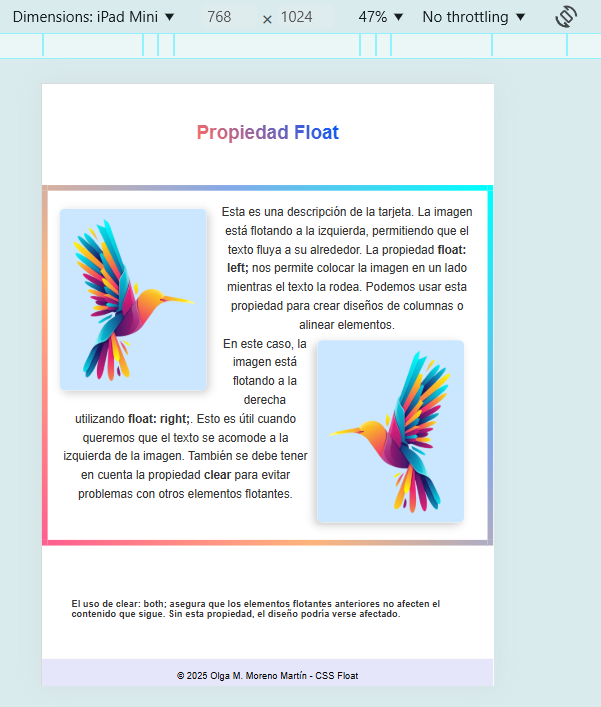 Dimensions: iPad Mini ▼ 768 × 1024 47% ▼ No throttling ▼
Propiedad Float
Esta es una descripción de la tarjeta. La imagen
está flotando a la izquierda, permitiendo que el
texto fluya a su alrededor. La propiedad float:
left; nos permite colocar la imagen en un lado
mientras el texto la rodea. Podemos usar esta
propiedad para crear diseños de columnas o
alinear elementos.
En este caso, la
imagen está
flotando a la
derecha
utilizando float: right;. Esto es útil cuando
queremos que el texto se acomode a la
izquierda de la imagen. También se debe tener
en cuenta la propiedad clear para evitar
problemas con otros elementos flotantes.
El uso de clear: both; asegura que los elementos flotantes anteriores no afecten el
contenido que sigue. Sin esta propiedad, el diseño podría verse afectado.
© 2025 Olga M. Moreno Martín - CSS Float